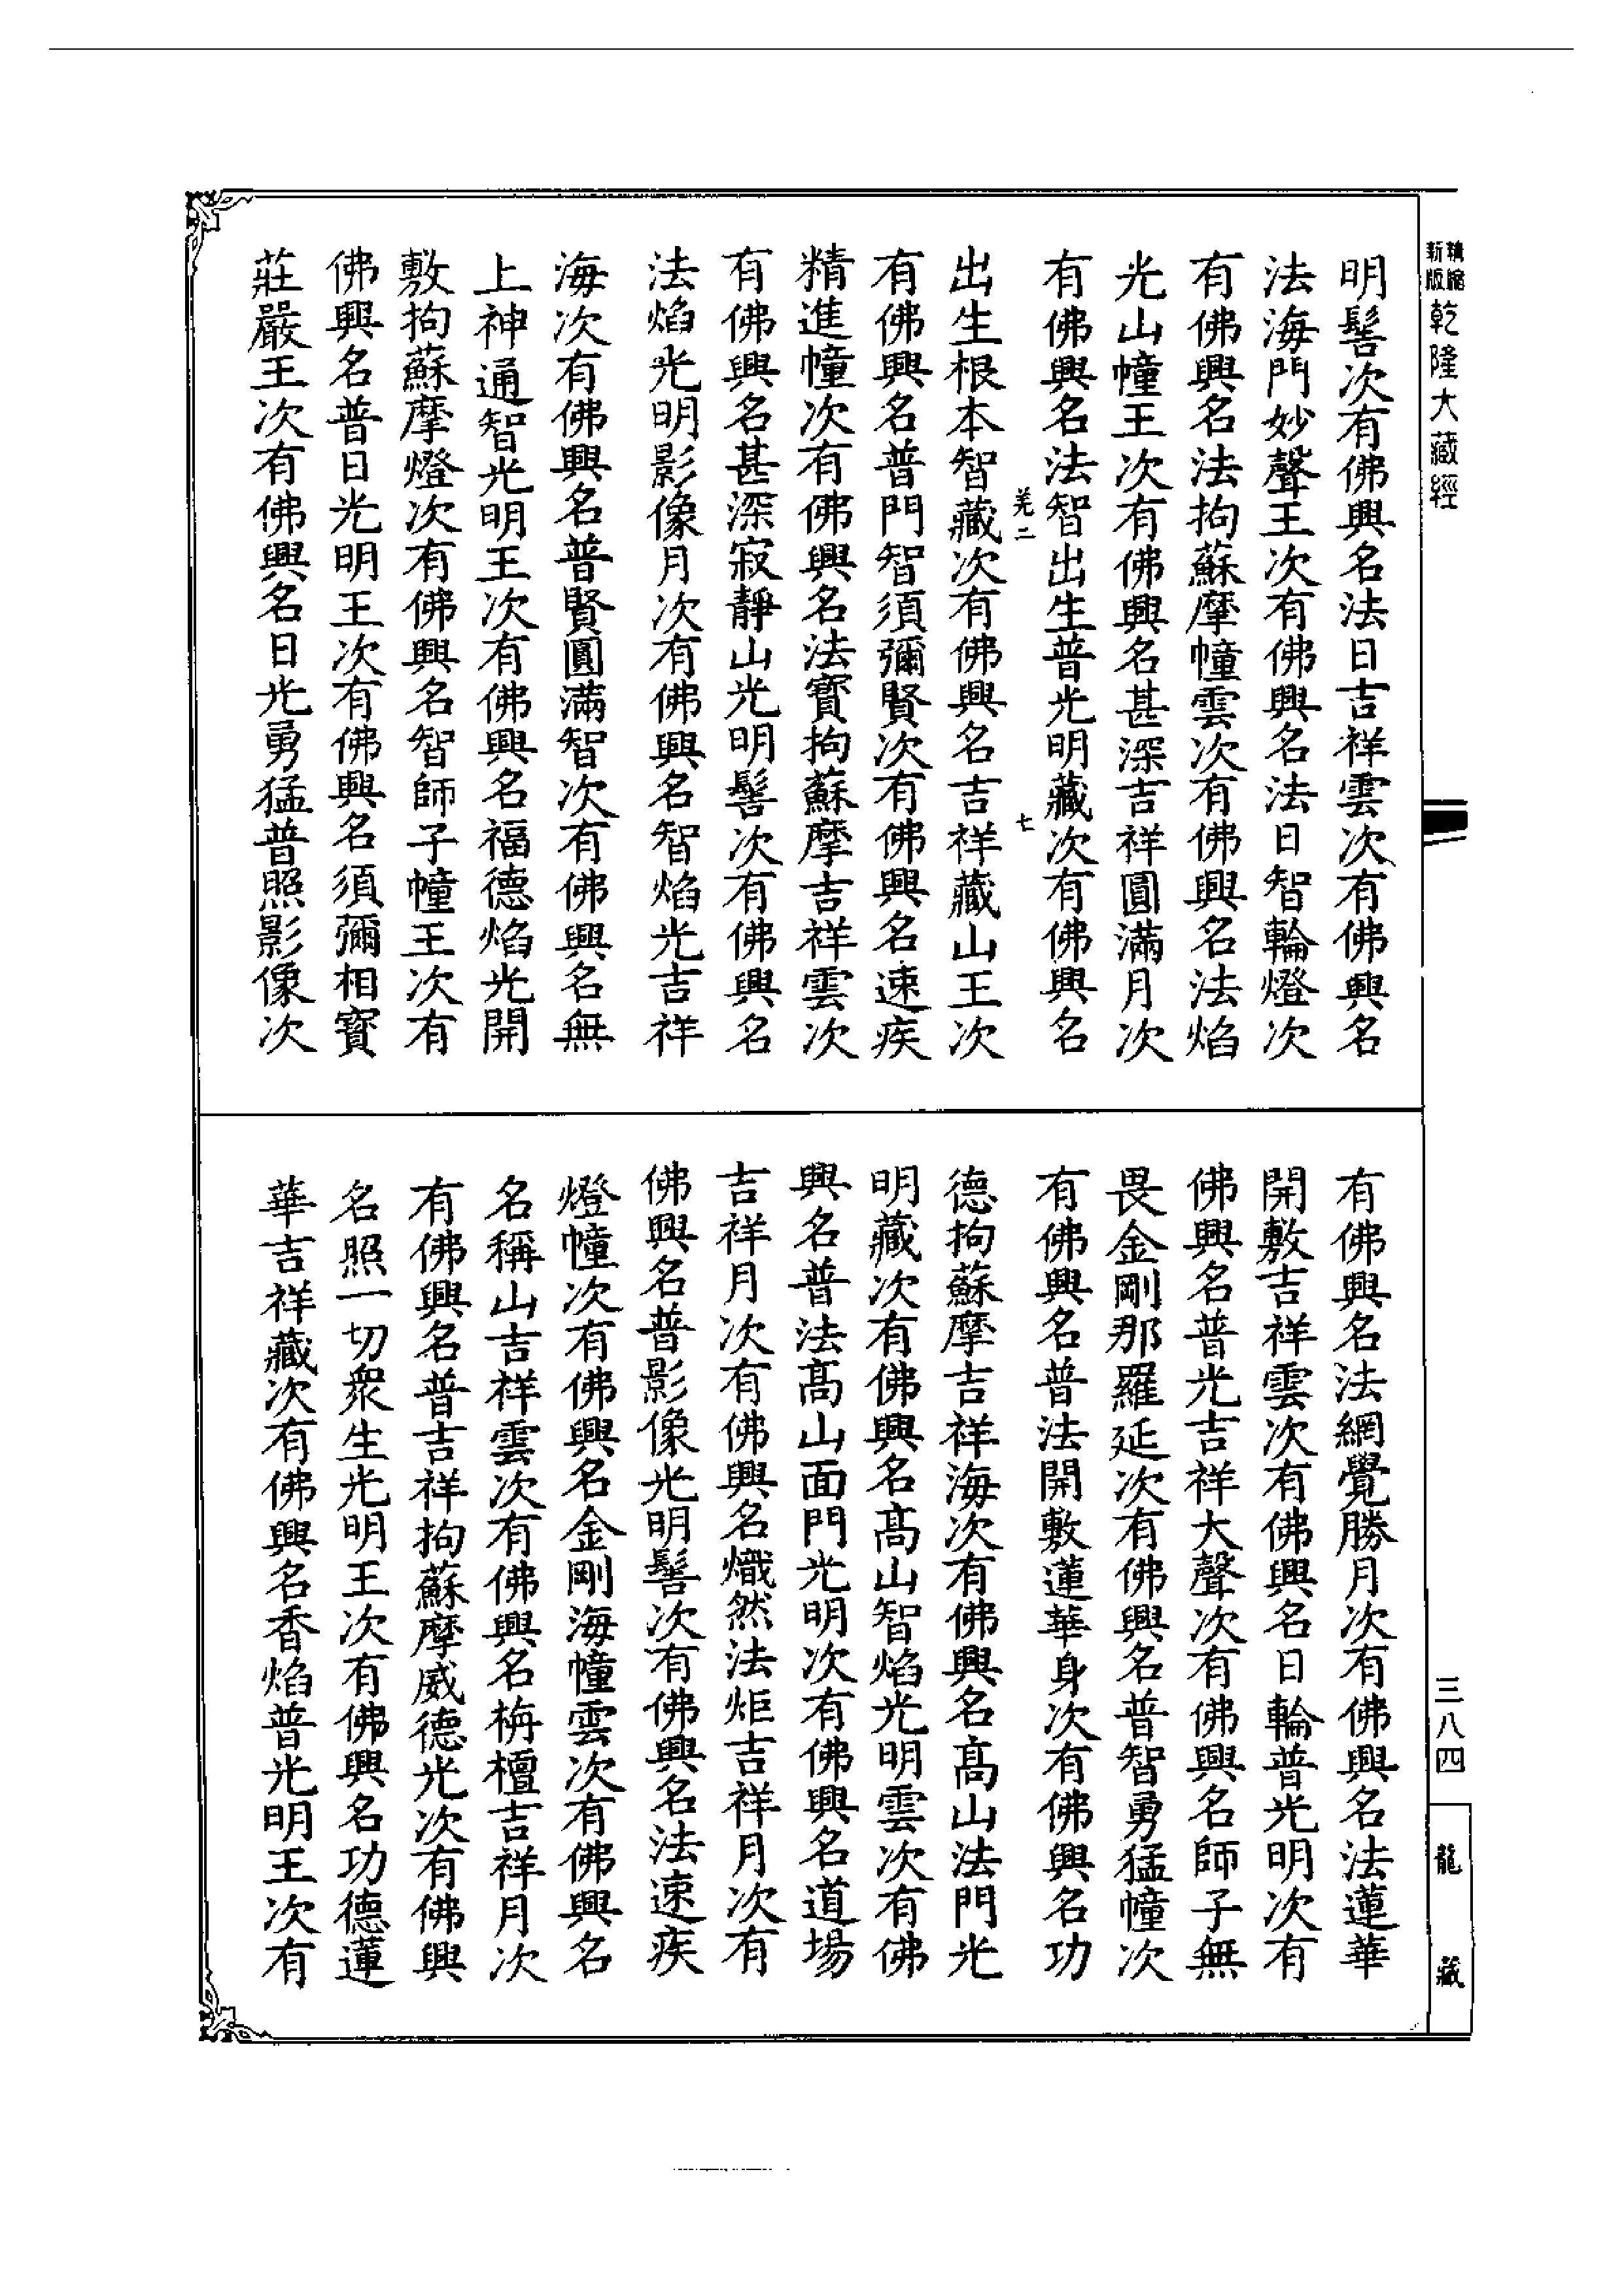 精縮新版
乾隆大藏經
明髻次有佛興名法日吉祥雲次有佛興名
法海門妙聲王次有佛興名法日智輪燈次
有佛興名法拘蘇摩幢雲次有佛興名法焰
光山幢王次有佛興名甚深吉祥圓滿月次
有佛興名法智出生普光明藏次有佛興名
羌二
七
出生根本智藏次有佛興名吉祥藏山王次
有佛興名普門智須彌賢次有佛興名速疾
精進幢次有佛興名法寶拘蘇摩吉祥雲次
有佛興名甚深寂靜山光明髻次有佛興名
法焰光明影像月次有佛興名智焰光吉祥
海次有佛興名普賢圓滿智次有佛興名無
上神通智光明王次有佛興名福德焰光開
敷拘蘇摩燈次有佛興名智師子幢王次有
佛興名普日光明王次有佛興名須彌相寶
莊嚴王次有佛興名日光勇猛普照影像次
有佛興名法網覺勝月次有佛興名法蓮華
開敷吉祥雲次有佛興名日輪普光明次有
佛興名普光吉祥大聲次有佛興名師子無
畏金剛那羅延次有佛興名普智勇猛幢次
有佛興名普法開敷蓮華身次有佛興名功
德拘蘇摩吉祥海次有佛興名高山法門光
明藏次有佛興名高山智焰光明雲次有佛
興名普法高山面門光明次有佛興名道場
吉祥月次有佛興名熾然法炬吉祥月次有
佛興名普影像光明髻次有佛興名法速疾
燈幢次有佛興名金剛海幢雲次有佛興名
名稱山吉祥雲次有佛興名栴檀吉祥月次
有佛興名普吉祥拘蘇摩威德光次有佛興
名照一切衆生光明王次有佛興名功德蓮
華吉祥藏次有佛興名香焰普光明王次有
三八四
龍藏